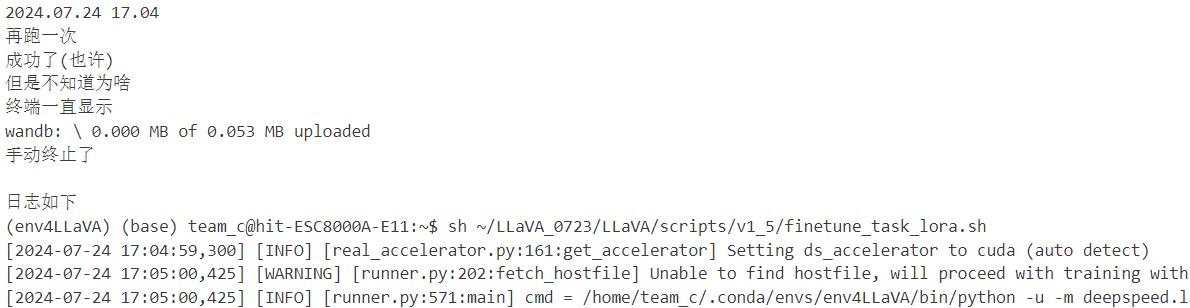 2024.07.24 17.04
再跑一次
成功了(也许)
但是不知道为啥
终端一直显示
wandb: \ 0.000 MB of 0.053 MB uploaded
手动终止了
日志如下
(env4LLaVA) (base) team_c@hit-ESC8000A-E11:~$ sh ~/LLaVA_0723/LLaVA/scripts/v1_5/finetune_task_lora.sh
[2024-07-24 17:04:59,300] [INFO] [real_accelerator.py:161:get_accelerator] Setting ds_accelerator to cuda (auto detect)
[2024-07-24 17:05:00,425] [WARNING] [runner.py:202:fetch_hostfile] Unable to find hostfile, will proceed with training with
[2024-07-24 17:05:00,425] [INFO] [runner.py:571:main] cmd = /home/team_c/.conda/envs/env4LLaVA/bin/python -u -m deepspeed.l